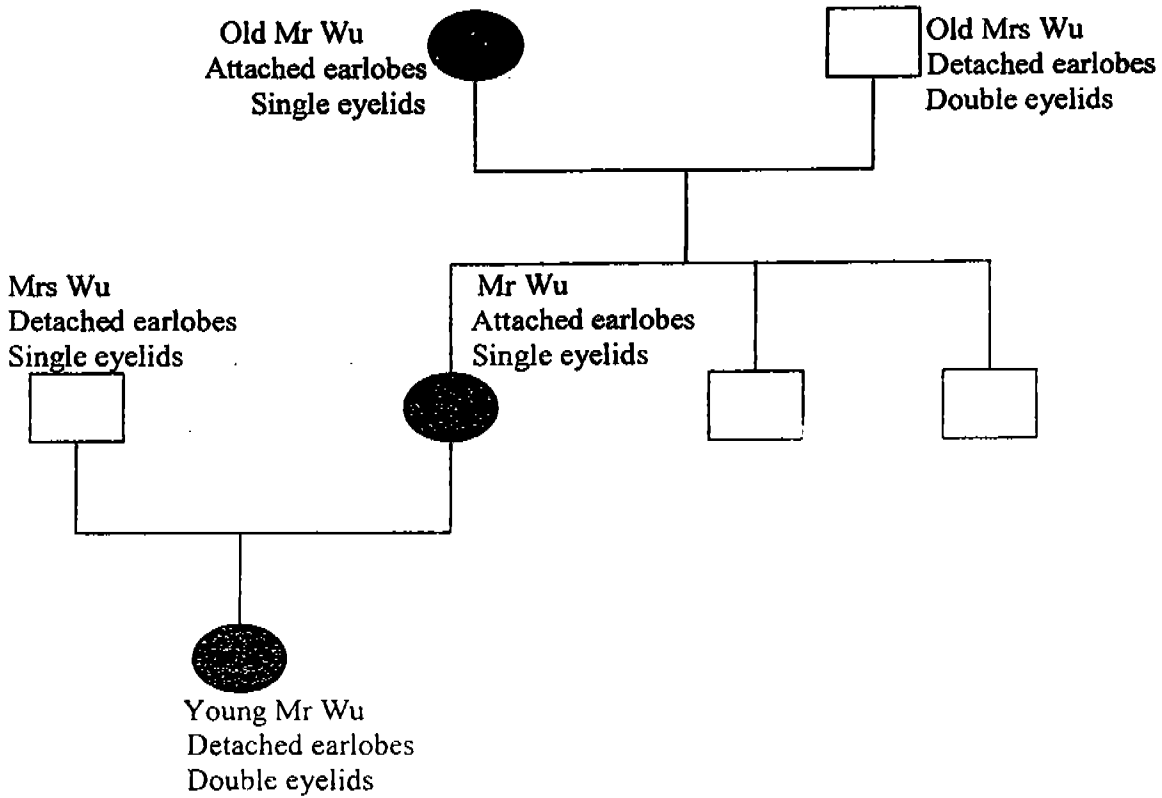 Old Mr Wu
Attached earlobes
Single eyelids
Old Mrs Wu
Detached earlobes
Double eyelids
Mrs Wu
Detached earlobes
Single eyelids
Mr Wu
Attached earlobes
Single eyelids
Young Mr Wu
Detached earlobes
Double eyelids